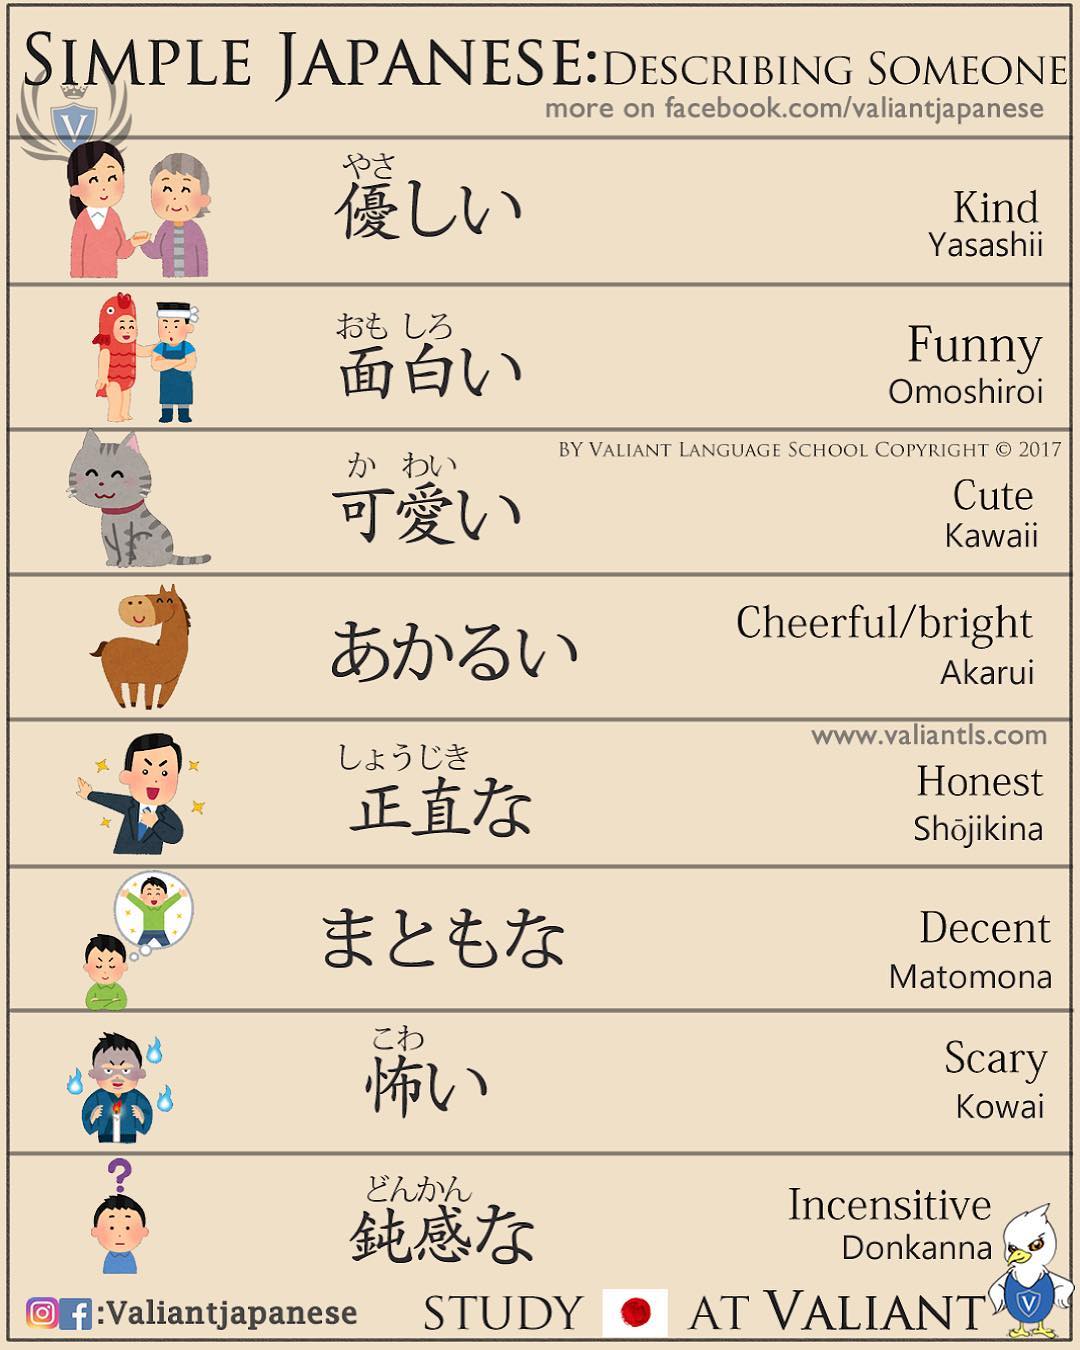 SIMPLE JAPANESE:DESCRIBING SOMEONE
more on facebook.com/valiantjapanese
V
やさ
優しい
Kind
Yasashii
おも しろ
面白い
Funny
Omoshiroi
BY VALIANT LANGUAGE SCHOOL COPYRIGHT © 2017
か わい
可愛い
Cute
Kawaii
あかるい
Cheerful/bright
Akarui
www.valiantls.com
しょうじき
正直な
Honest
Shōjikina
まともな
Decent
Matomona
こわ
怖い
Scary
Kowai
?
どんかん
鈍感な
Incensitive
Donkanna
:Valiantjapanese
STUDY AT VALIANT
V